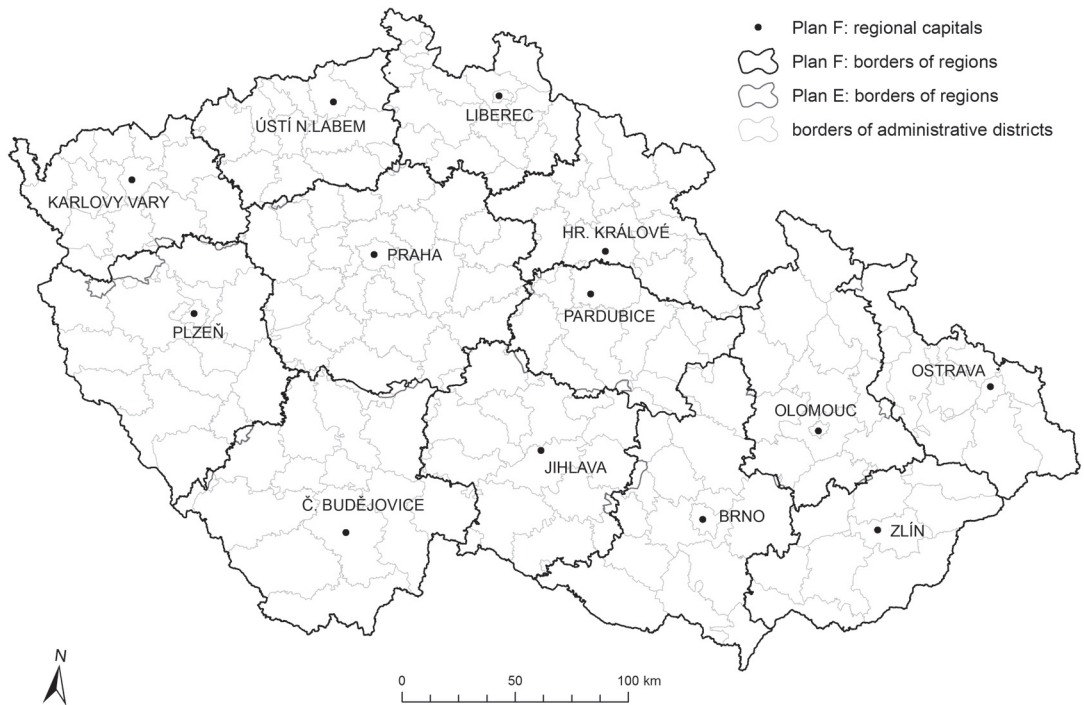 Plan F: regional capitals
Plan F: borders of regions
Plan E: borders of regions
borders of administrative districts
ÚSTÍ N.LABEM
LIBEREC
KARLOVY VARY
HR. KRÁLOVÉ
PRAHA
PARDUBICE
PLZEŇ
OSTRAVA
OLOMOUC
JIHLAVA
Č. BUDĚJOVICE
BRNO
ZLÍN
N
0 50 100 km